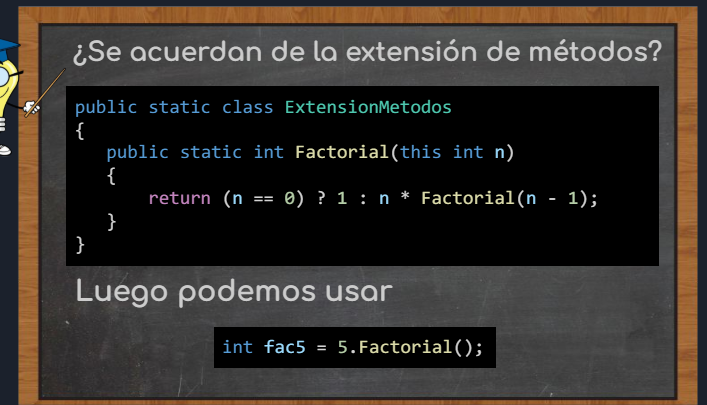 ¿Se acuerdan de la extensión de métodos?
public static class ExtensionMetodos
{
public static int Factorial(this int n)
{
return (n == 0) ? 1 : n * Factorial(n - 1);
}
}
Luego podemos usar
int fac5 = 5.Factorial();